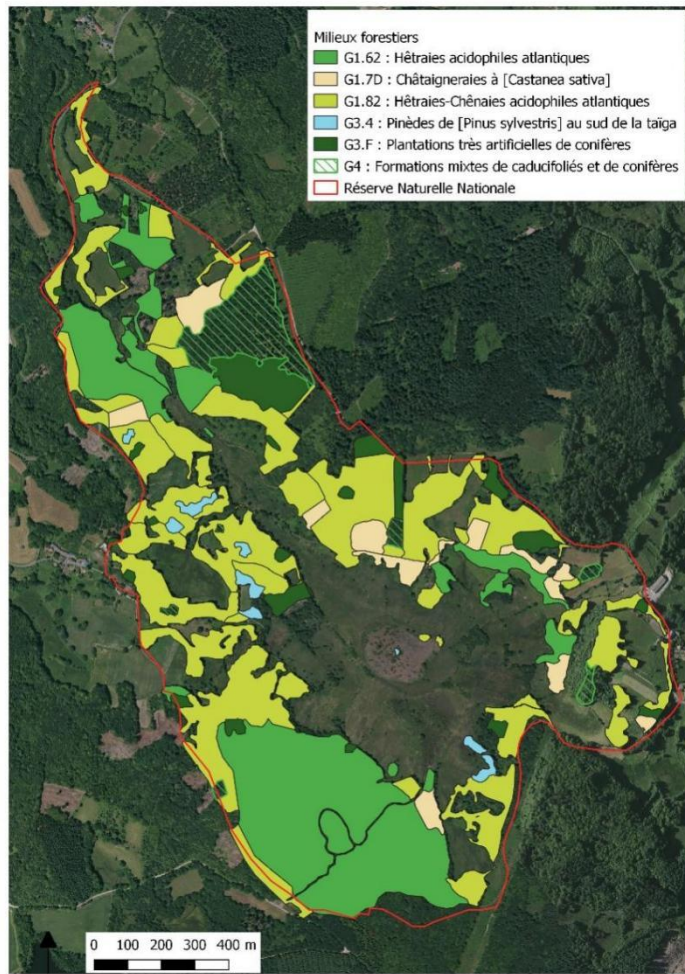 Milieux forestiers
G1.62 : Hêtraies acidophiles atlantiques
G1.7D : Châtaigneraies à [Castanea sativa]
G1.82 : Hêtraies-Chênaies acidophiles atlantiques
G3.4 : Pinèdes de [Pinus sylvestris] au sud de la taïga
G3.F : Plantations très artificielles de conifères
G4 : Formations mixtes de caducifoliés et de conifères
Réserve Naturelle Nationale
0 100 200 300 400 m